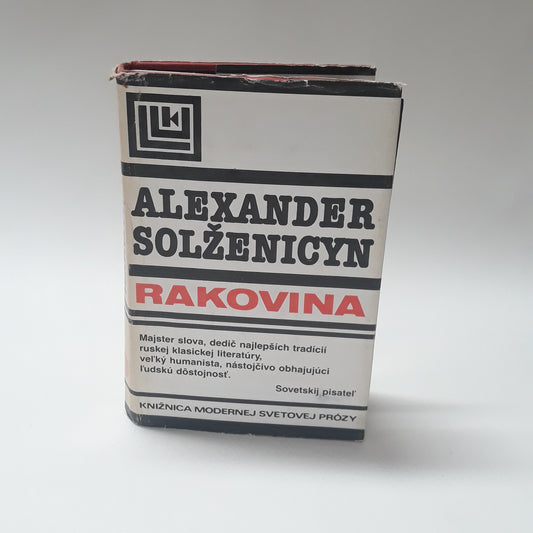 ALEXANDER
SOLŽENICYN
RAKOVINA
Majster slova, dedič najlepších tradícií
ruskej klasickej literatúry,
veľký humanista, nástojčivo obhajujúci
ľudskú dôstojnosť.
Sovetskij pisateľ
KNIŽNICA MODERNEJ SVETOVEJ PRÓZY